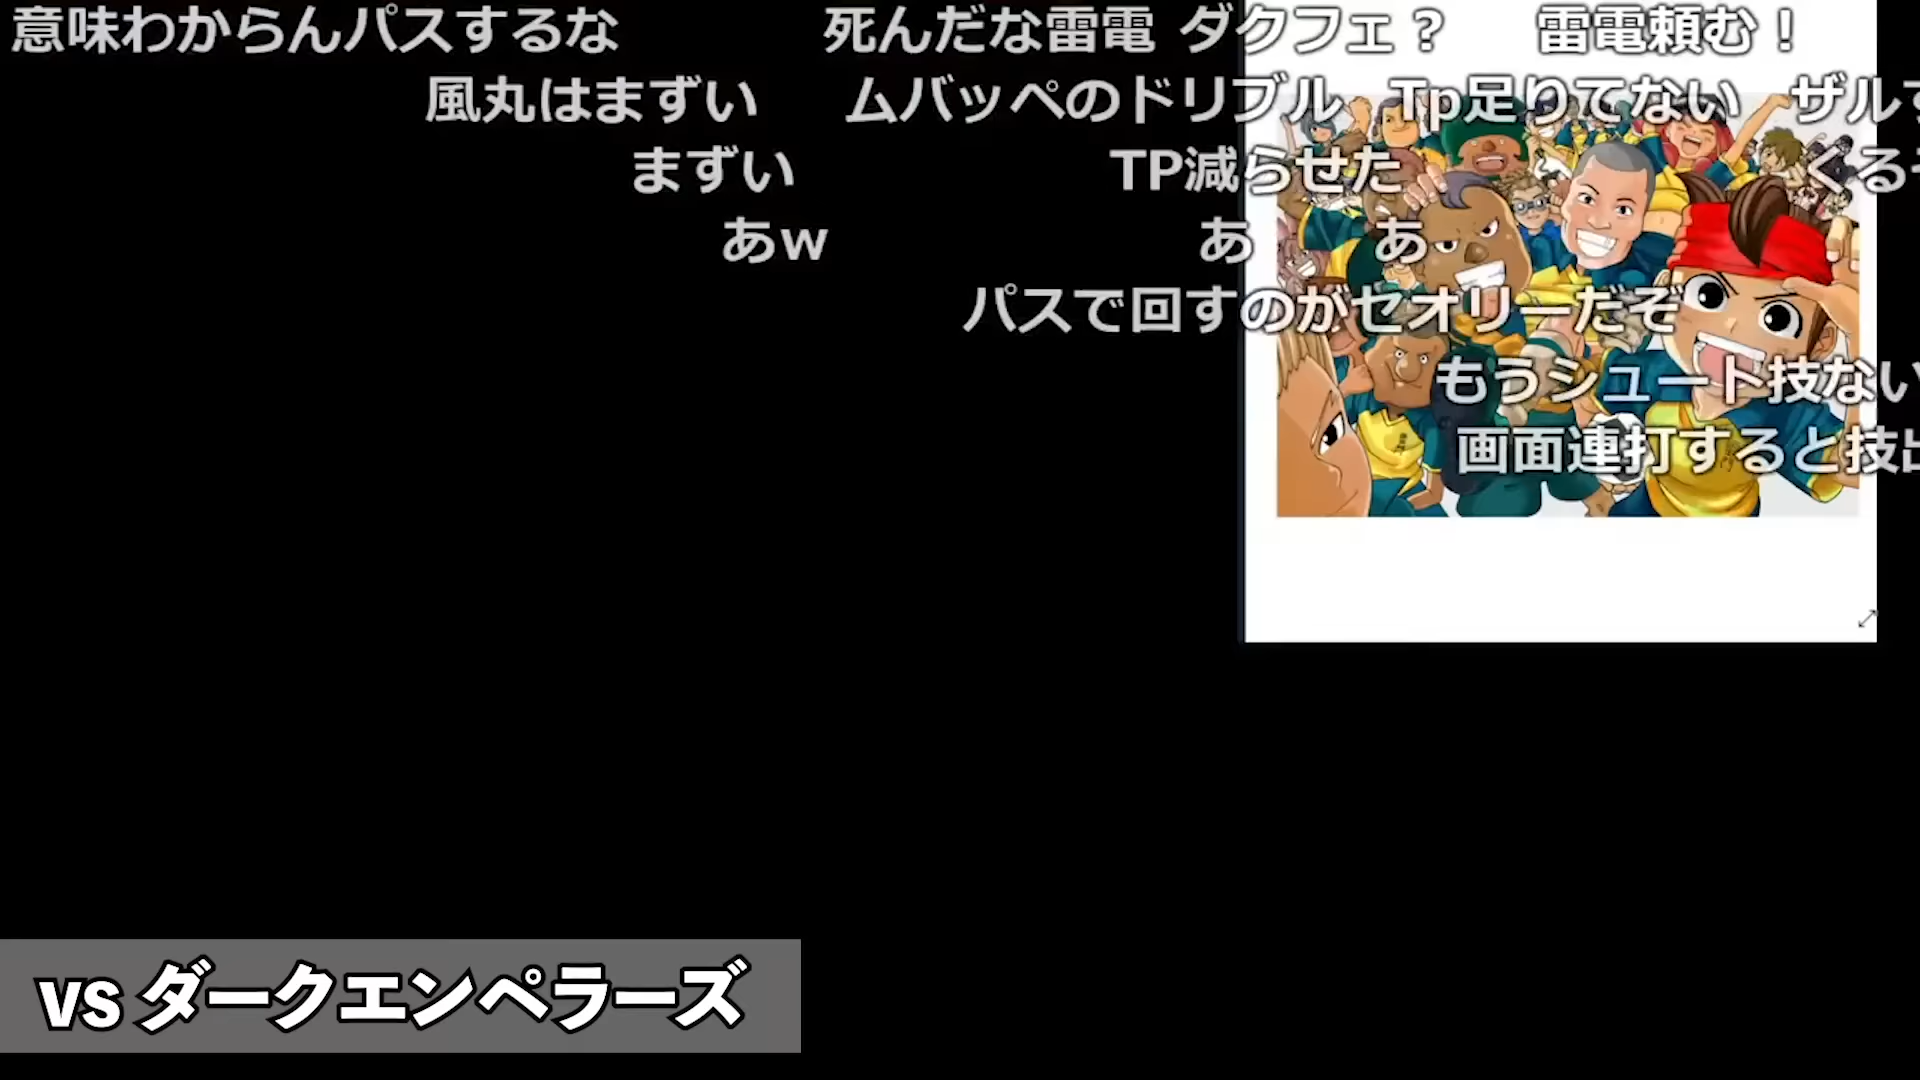 意味わからんパスするな 死んだな雷電 ダクフェ？ 雷電頼む！
風丸はまずい ムバッペのドリブル Tp足りてない ザルす
まずい TP減らせた くるぞ
あw あ あ
パスで回すのがセオリーだぞ
もうシュート技ない
画面連打すると技出
vs ダークエンペラーズ